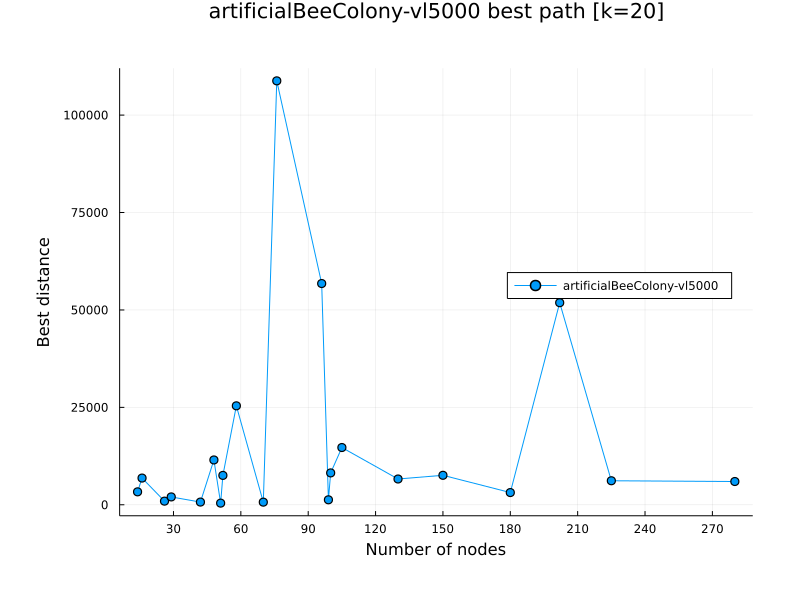 artificialBeeColony-vl5000 best path [k=20]
100000
75000
50000
25000
0
Best distance
artificialBeeColony-vl5000
30 60 90 120 150 180 210 240 270
Number of nodes